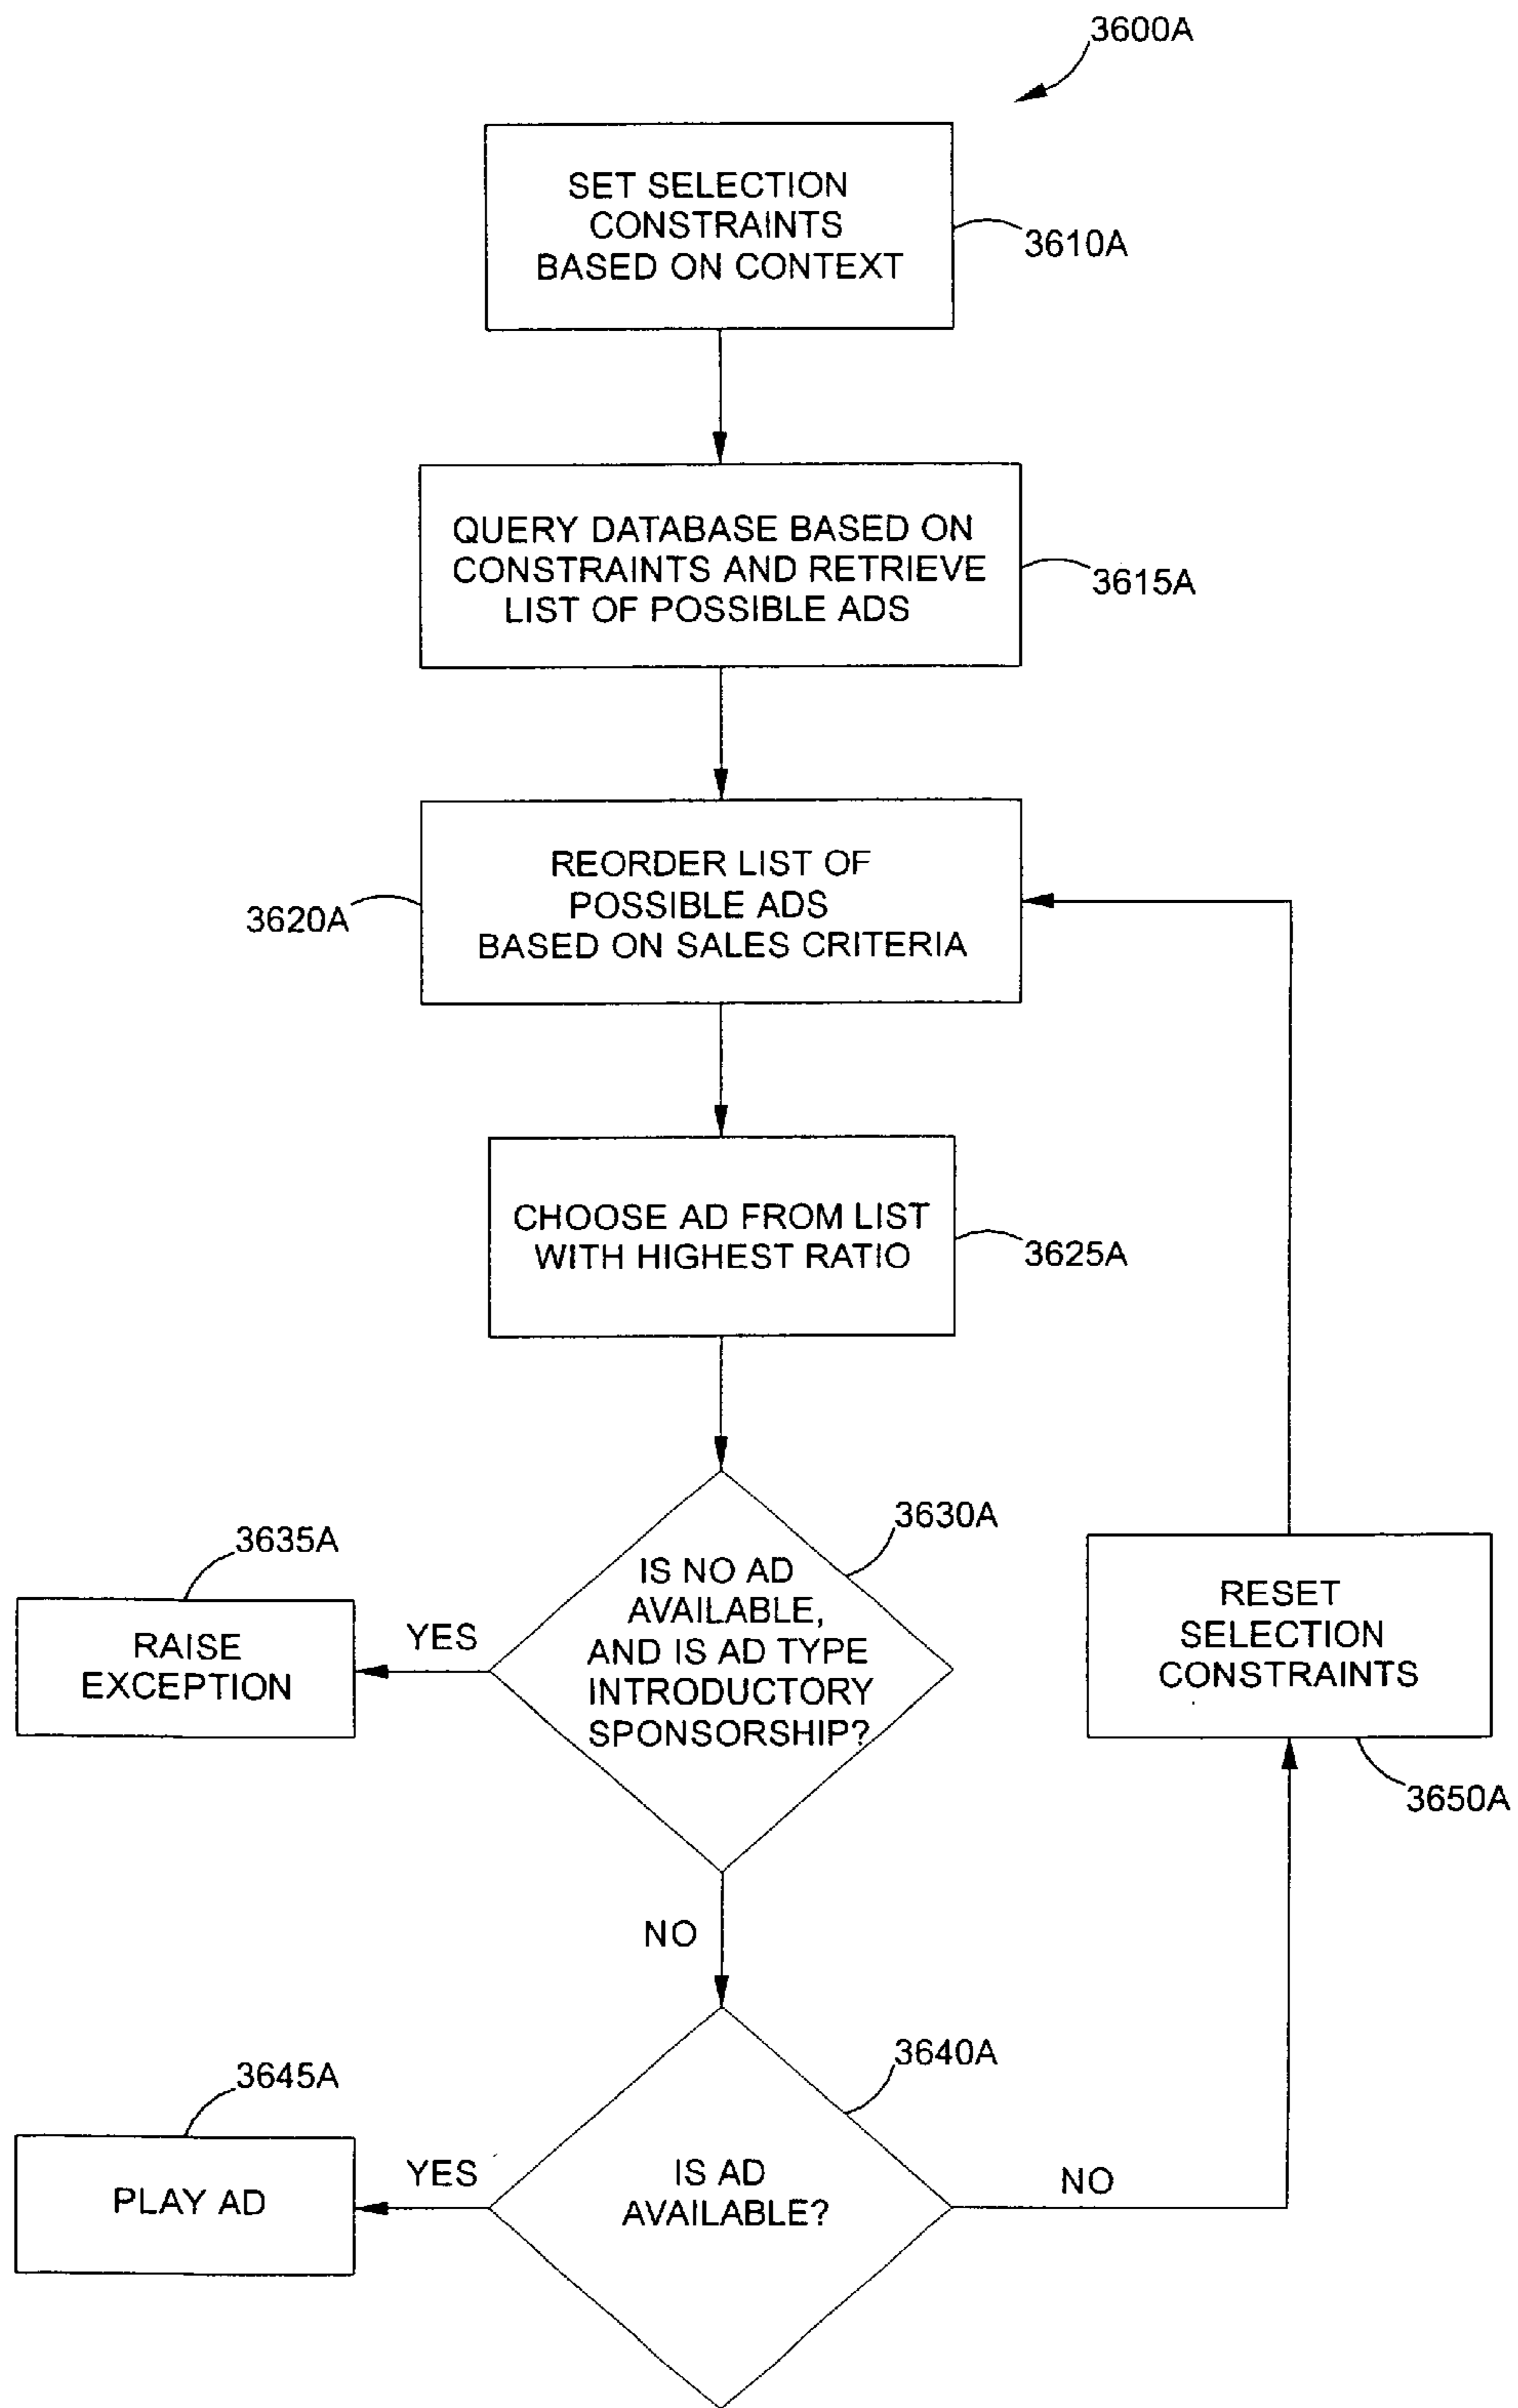 3600A
SET SELECTION
CONSTRAINTS
BASED ON CONTEXT
3610A
QUERY DATABASE BASED ON
CONSTRAINTS AND RETRIEVE
LIST OF POSSIBLE ADS
3615A
REORDER LIST OF
POSSIBLE ADS
BASED ON SALES CRITERIA
3620A
CHOOSE AD FROM LIST
WITH HIGHEST RATIO
3625A
3630A
IS NO AD
AVAILABLE,
AND IS AD TYPE
INTRODUCTORY
SPONSORSHIP?
YES
3635A
RAISE
EXCEPTION
RESET
SELECTION
CONSTRAINTS
3650A
NO
3640A
IS AD
AVAILABLE?
YES
NO
3645A
PLAY AD